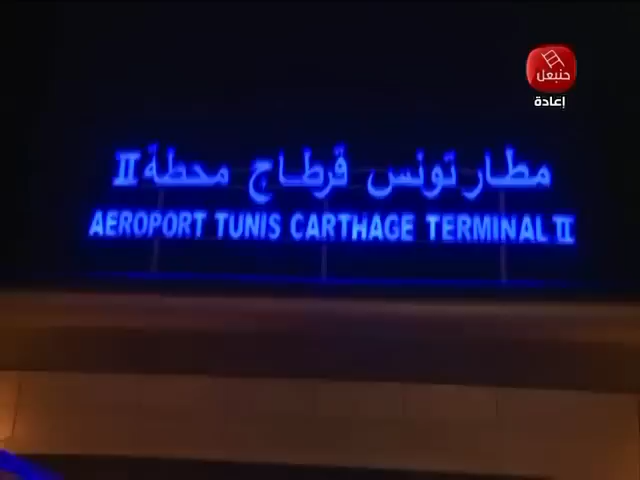 حنبعل
إعادة
مطار تونس قرطاج محطة II
AEROPORT TUNIS CARTHAGE TERMINAL II